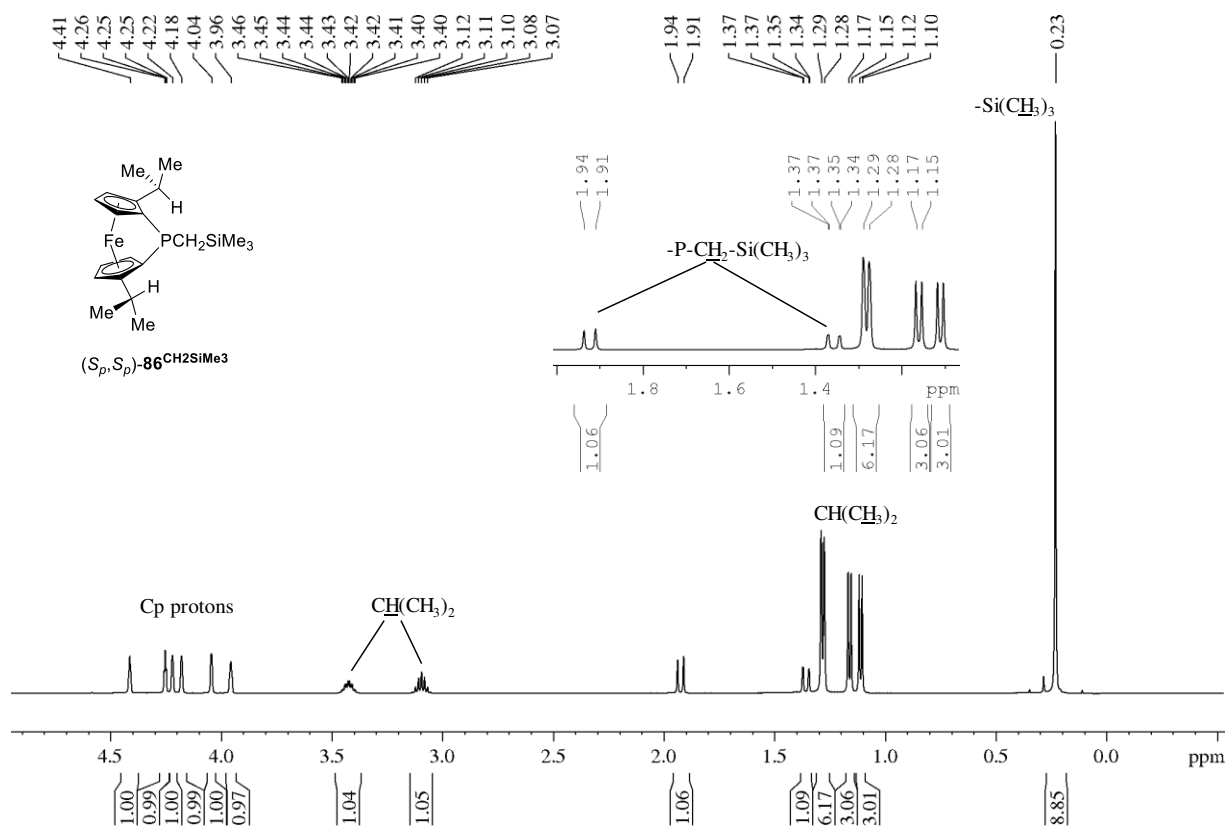 4.41 4.26 4.25 4.25 4.22 4.18 4.04 3.96 3.46 3.45 3.44 3.44 3.43 3.42 3.42 3.41 3.40 3.40 3.12 3.11 3.10 3.08 3.07 1.94 1.91 1.37 1.37 1.35 1.34 1.29 1.28 1.17 1.15 1.12 1.10 0.23
-Si(CH3)3
1.94 1.91 1.37 1.37 1.35 1.34 1.29 1.28 1.17 1.15
Me Me
H
Fe PCH2SiMe3
H
Me Me
(Sp,Sp)-86CH2SiMe3
-P-CH2-Si(CH3)3
1.8 1.6 1.4 ppm
1.06 1.09 6.17 3.06 3.01
CH(CH3)2
Cp protons
CH(CH3)2
4.5 4.0 3.5 3.0 2.5 2.0 1.5 1.0 0.5 0.0 ppm
1.00 0.99 1.00 0.99 1.00 0.97 1.04 1.05 1.06 1.09 6.17 3.06 3.01 8.85